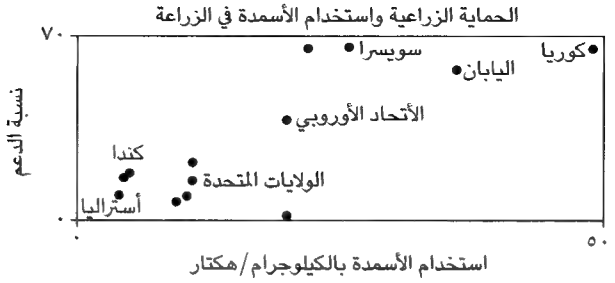 الحماية الزراعية واستخدام الأسمدة في الزراعة
٧٠
نسبة الدعم
٠
سويسرا
كوريا
اليابان
الأتحاد الأوروبي
كندا
الولايات المتحدة
أستراليا
٠
٥٠
استخدام الأسمدة بالكيلوجرام/هكتار